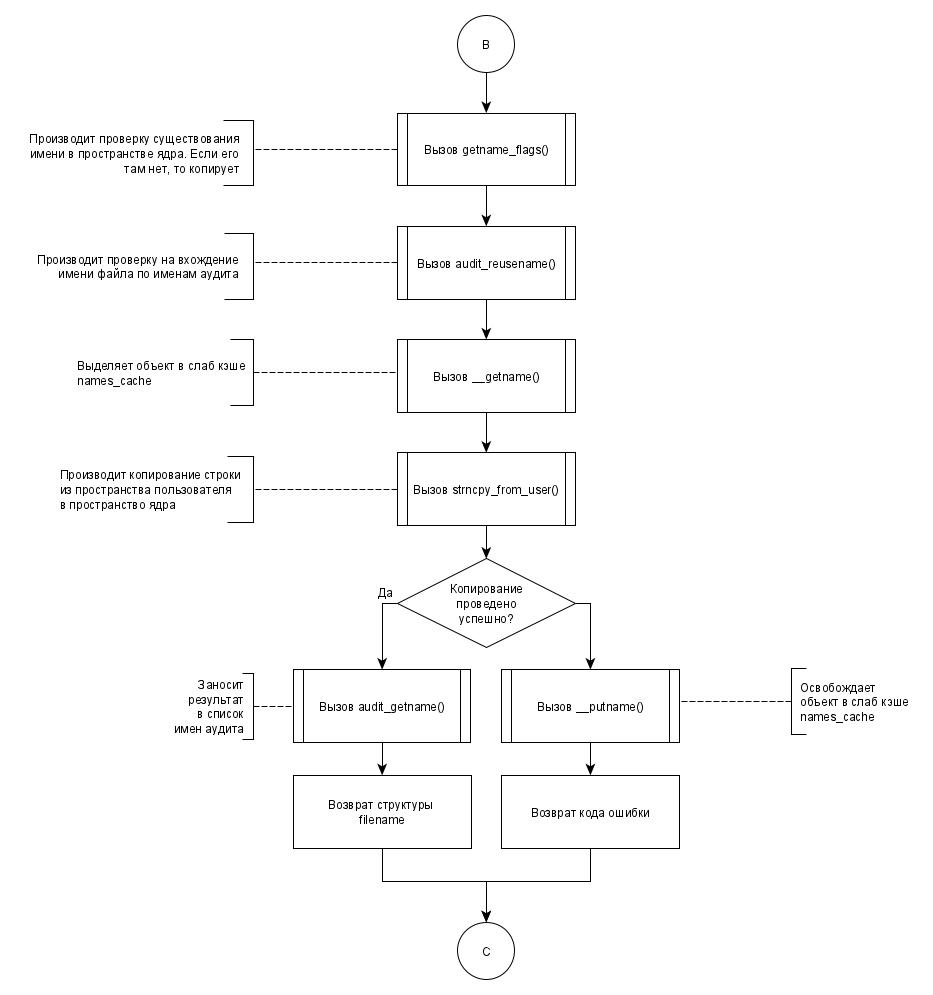 B
Производит проверку существования
имени в пространстве ядра. Если его
там нет, то копирует
Вызов getname_flags()
Производит проверку на вхождение
имени файла по именам аудита
Вызов audit_reusename()
Выделяет объект в слаб кэше
names_cache
Вызов __getname()
Производит копирование строки
из пространства пользователя
в пространство ядра
Вызов strncpy_from_user()
Копирование
проведено
успешно?
Да
Заносит
результат
в список
имен аудита
Вызов audit_getname()
Вызов __putname()
Освобождает
объект в слаб кэше
names_cache
Возврат структуры
filename
Возврат кода ошибки
C